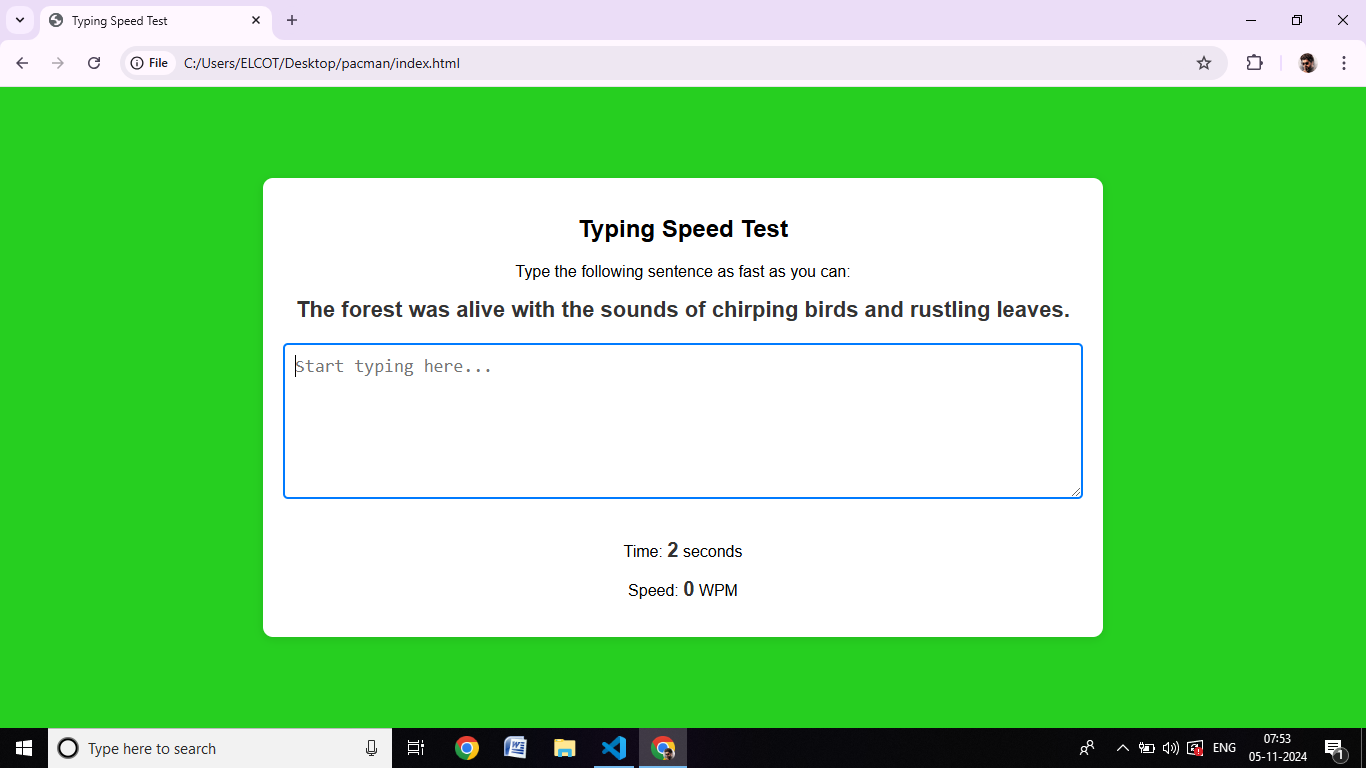 Typing Speed Test
File C:/Users/ELCOT/Desktop/pacman/index.html
Typing Speed Test
Type the following sentence as fast as you can:
The forest was alive with the sounds of chirping birds and rustling leaves.
Start typing here...
Time: 2 seconds
Speed: 0 WPM
Type here to search
ENG
07:53
05-11-2024
1